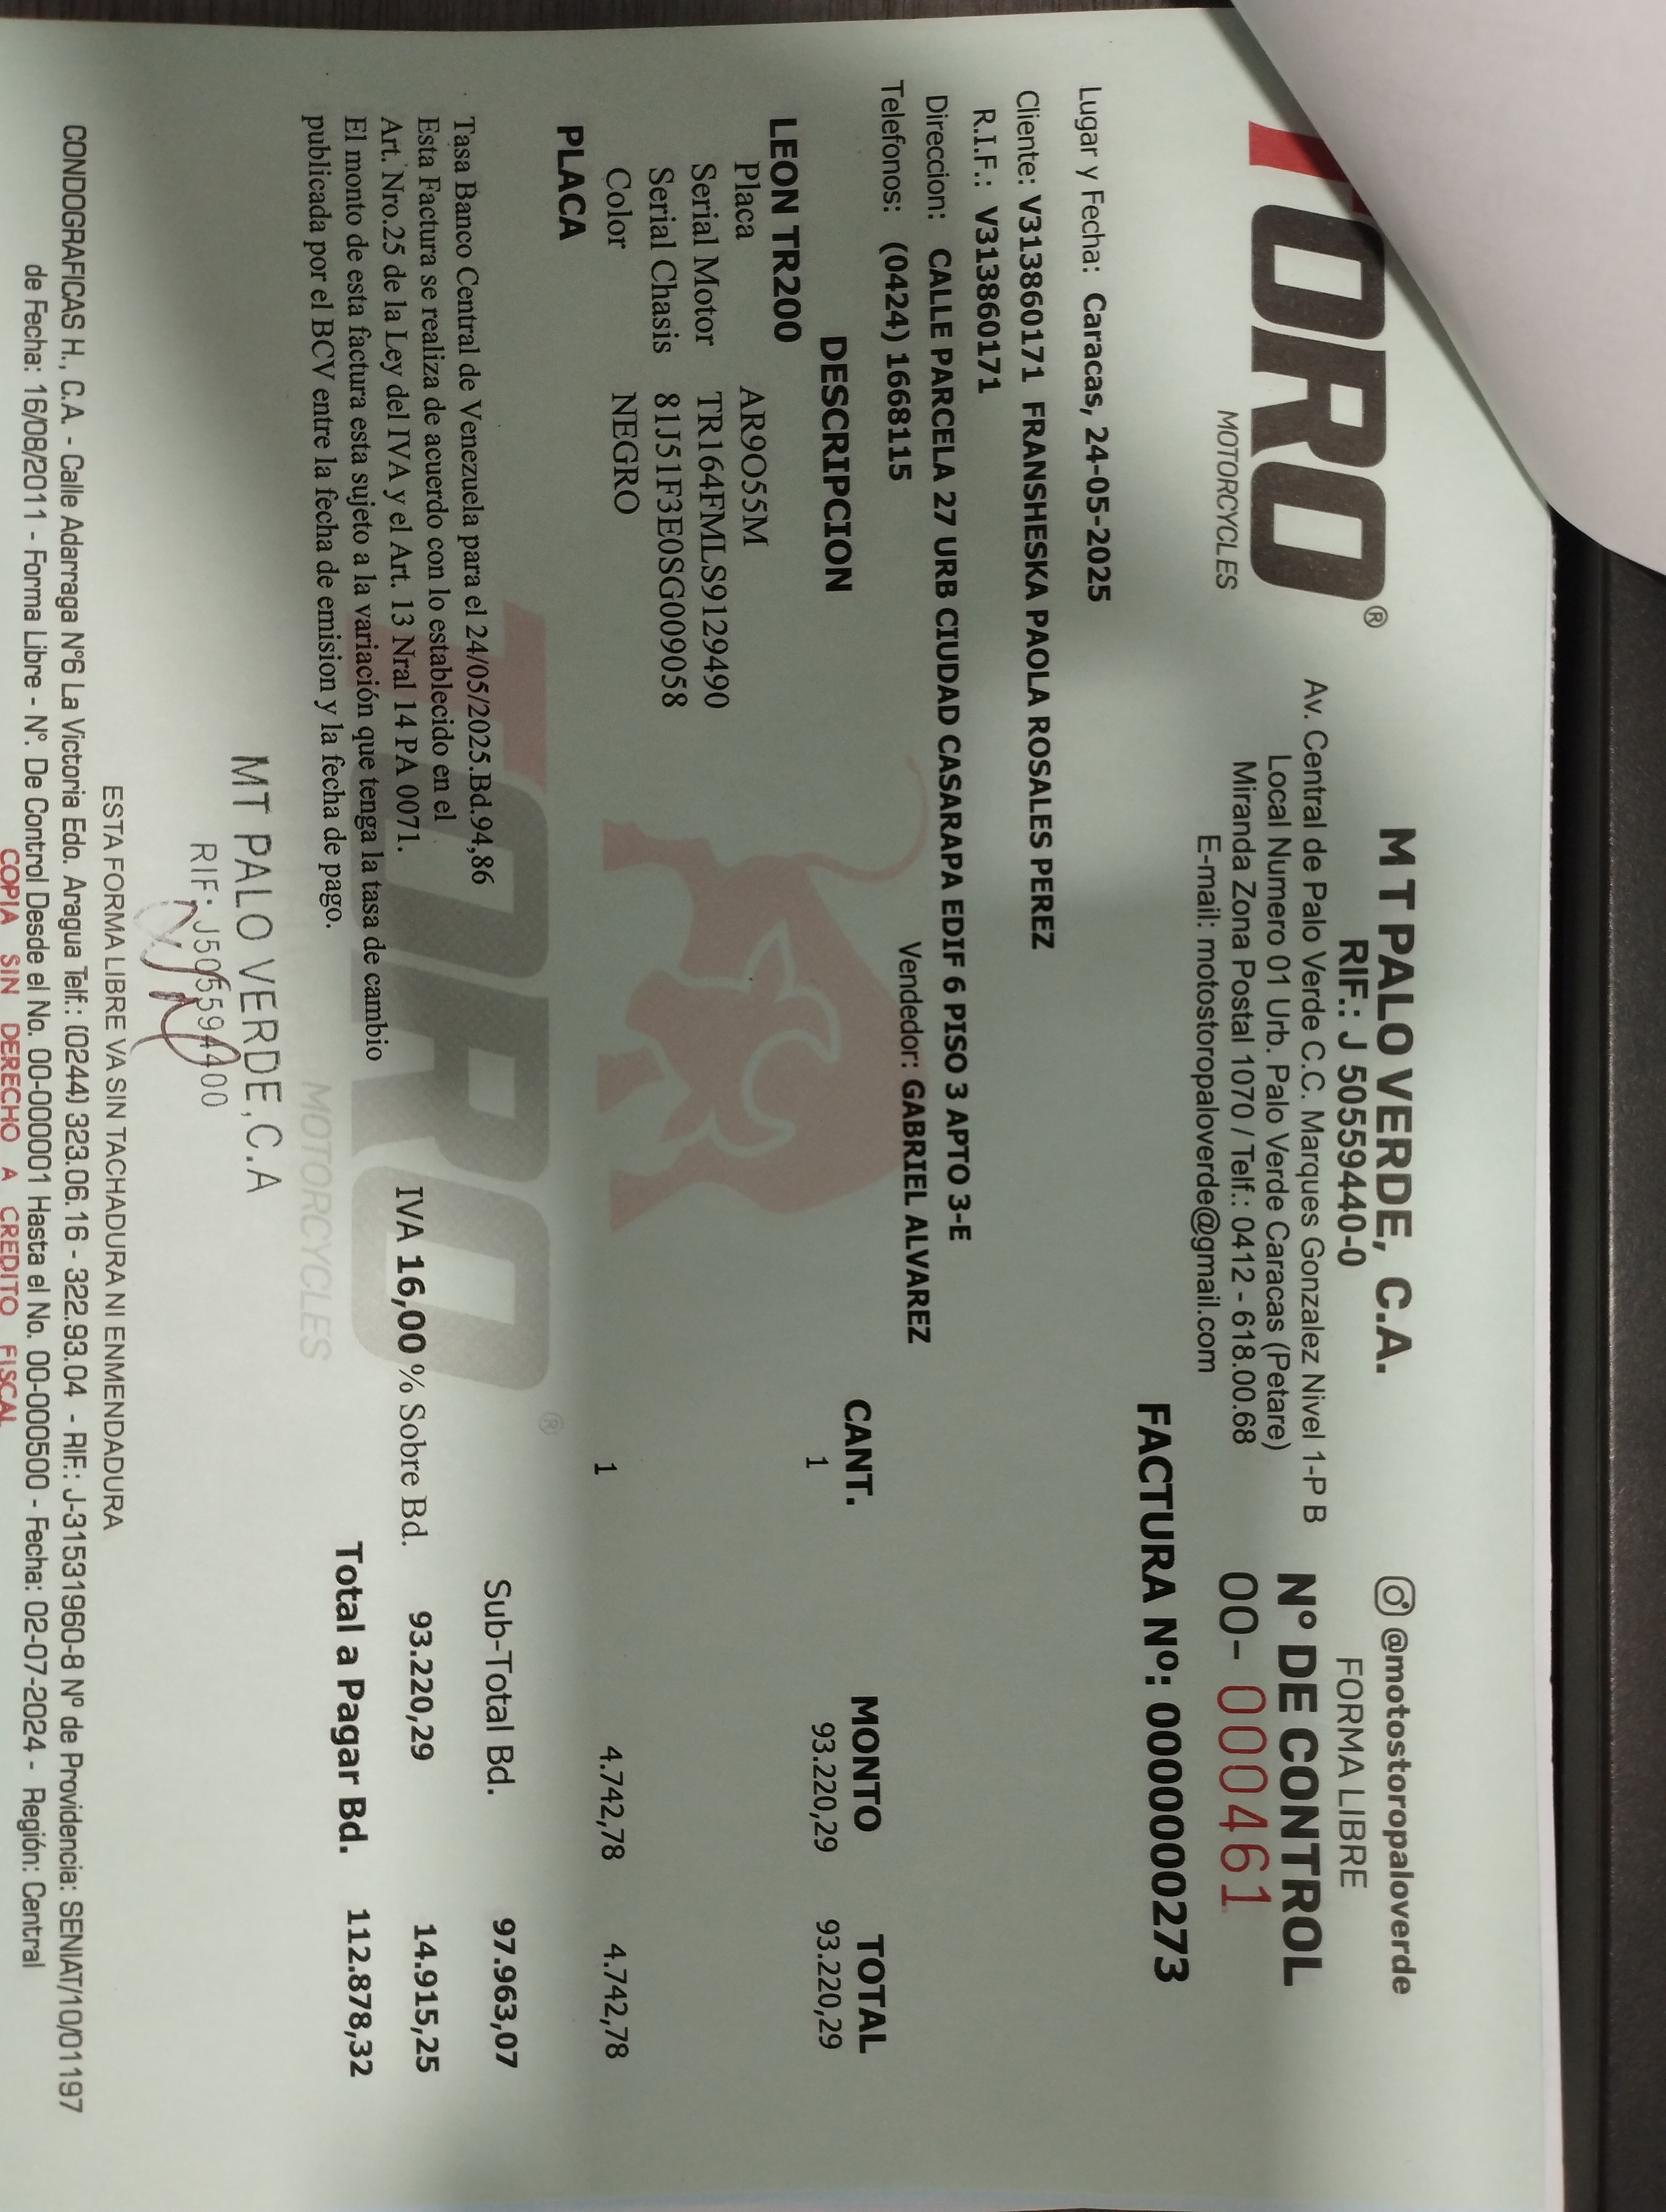 TORO®
MOTORCYCLES
M T PALO VERDE, C.A.
RIF.: J 50559440-0
Av. Central de Palo Verde C.C. Marques Gonzalez Nivel 1-P B
Local Numero 01 Urb. Palo Verde Caracas (Petare)
Miranda Zona Postal 1070 / Telf.: 0412 - 618.00.68
E-mail: motostoropaloverde@gmail.com
@motostoropaloverde
FORMA LIBRE
N° DE CONTROL
00- 000461
FACTURA Nº: 0000000273
Lugar y Fecha: Caracas, 24-05-2025
Cliente: V313860171 FRANSHESKA PAOLA ROSALES PEREZ
R.I.F.: V313860171
Direccion: CALLE PARCELA 27 URB CIUDAD CASARAPA EDIF 6 PISO 3 APTO 3-E
Telefonos: (0424) 1668115 Vendedor: GABRIEL ALVAREZ
DESCRIPCION CANT. MONTO TOTAL
LEON TR200 1 93.220,29 93.220,29
Placa AR9O55M
Serial Motor TR164FMLS9129490
Serial Chasis 81J51F3E0SG009058
Color NEGRO
PLACA 1 4.742,78 4.742,78
TORO®
MOTORCYCLES
Tasa Banco Central de Venezuela para el 24/05/2025.Bd.94,86
Esta Factura se realiza de acuerdo con lo establecido en el
Art. Nro.25 de la Ley del IVA y el Art. 13 Nral 14 PA 0071.
El monto de esta factura esta sujeto a la variación que tenga la tasa de cambio
publicada por el BCV entre la fecha de emision y la fecha de pago.
Sub-Total Bd. 97.963,07
IVA 16,00 % Sobre Bd. 93.220,29 14.915,25
Total a Pagar Bd. 112.878,32
MT PALO VERDE,C.A
RIF:J505594400
ESTA FORMA LIBRE VA SIN TACHADURA NI ENMENDADURA
CONDOGRAFICAS H., C.A. - Calle Adarraga N°6 La Victoria Edo. Aragua Telf.: (0244) 323.06.16 - 322.93.04 - RIF.: J-31531960-8 N° de Providencia: SENIAT/10/01197
de Fecha: 16/08/2011 - Forma Libre - N°. De Control Desde el No. 00-000001 Hasta el No. 00-000500 - Fecha: 02-07-2024 - Región: Central
COPIA SIN DERECHO A CREDITO FISCAL